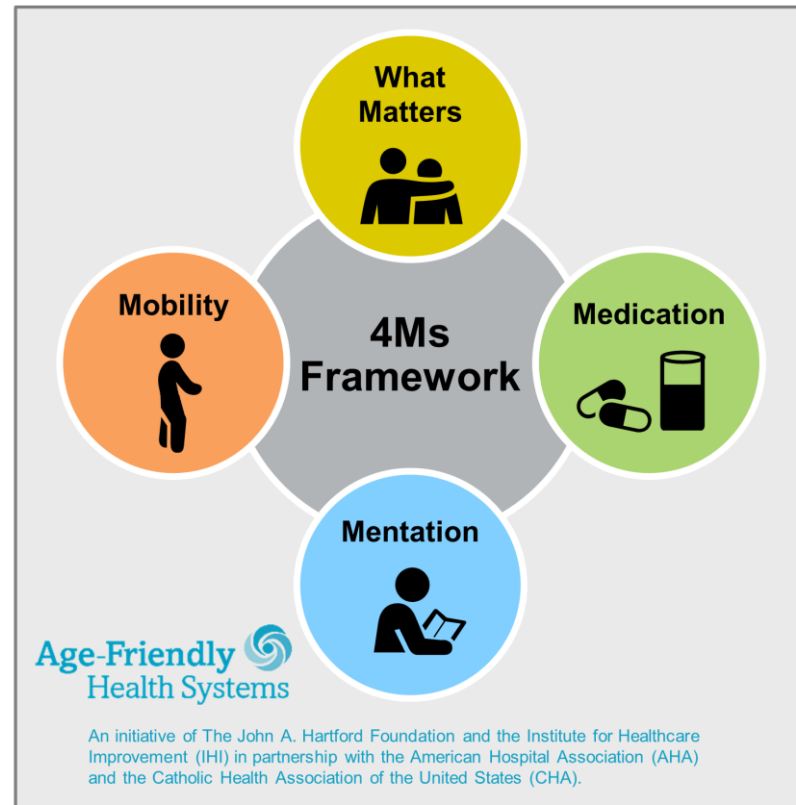 What
Matters
Mobility
4Ms
Framework
Medication
Mentation
Age-Friendly
Health Systems
An initiative of The John A. Hartford Foundation and the Institute for Healthcare
Improvement (IHI) in partnership with the American Hospital Association (AHA)
and the Catholic Health Association of the United States (CHA).